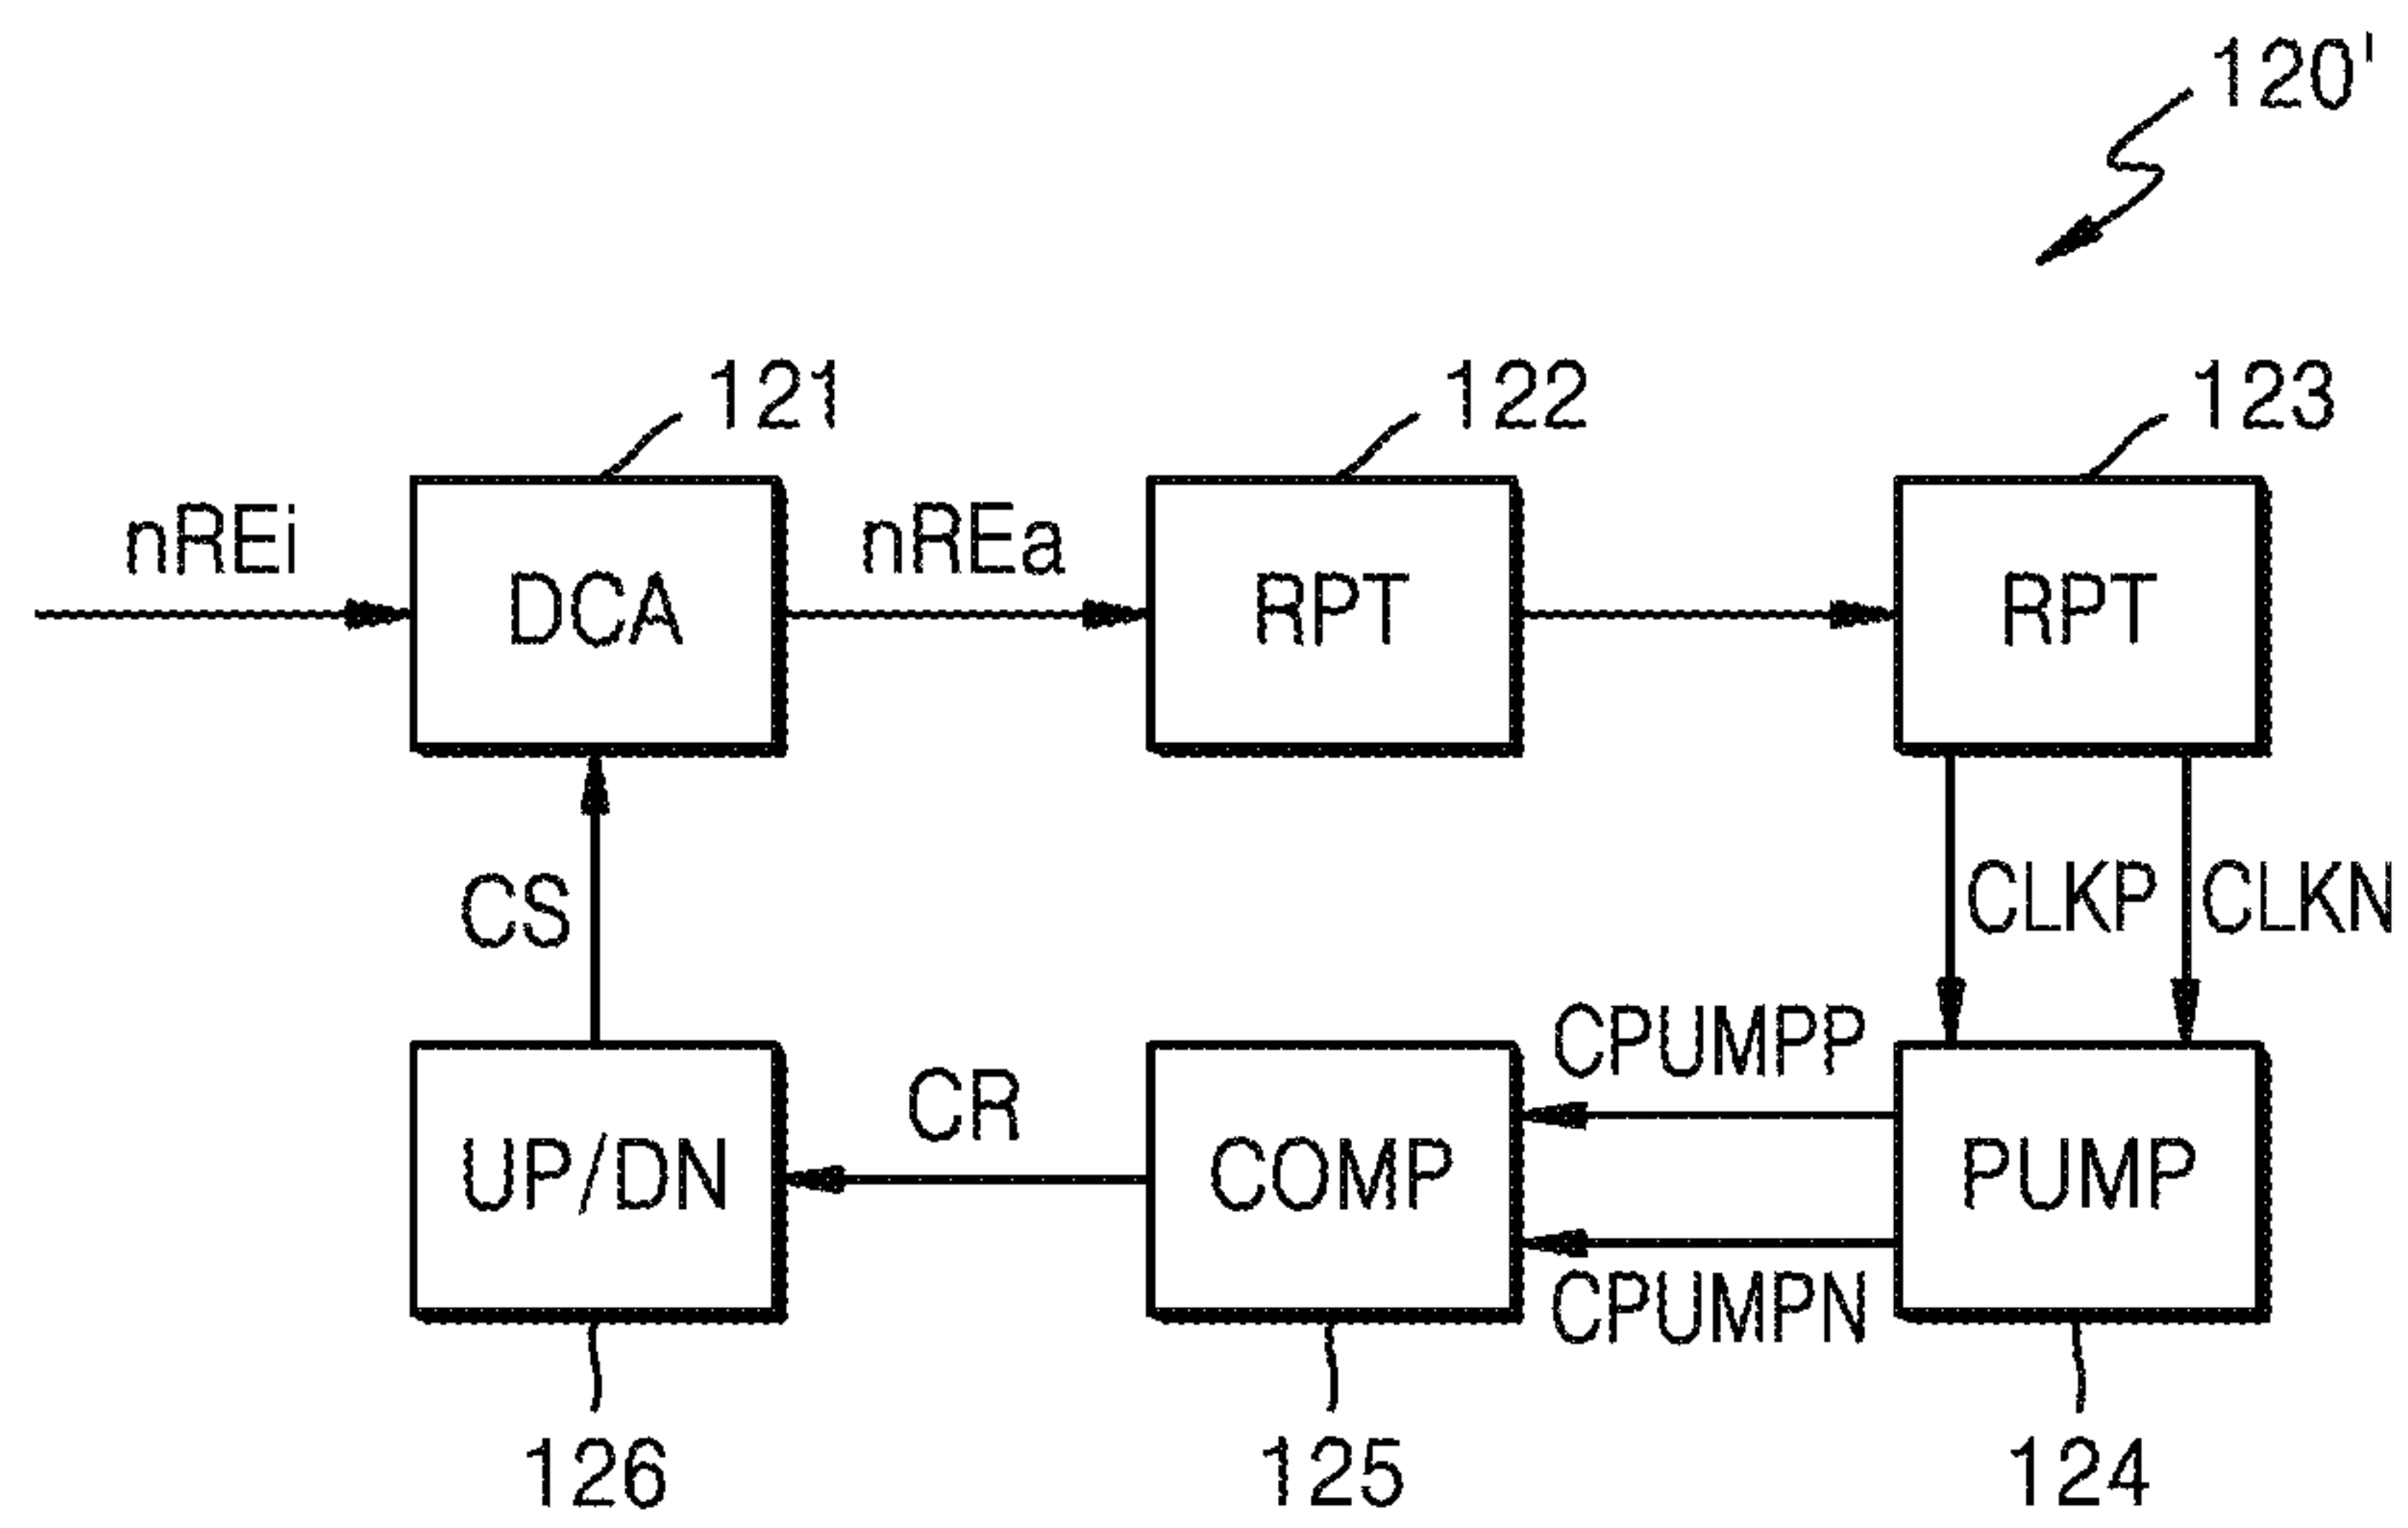 120'
121
122
123
nREi
DCA
nREa
RPT
RPT
CS
CLKP
CLKN
CPUMPP
UP/DN
CR
COMP
PUMP
CPUMPN
126
125
124